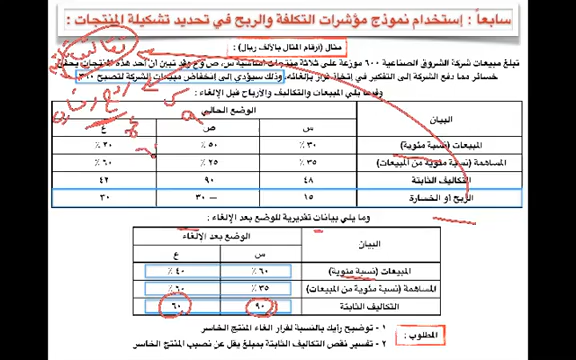 سابعاً : إستخدام نموذج مؤشرات التكلفة والربح في تحديد تشكيلة المنتجات :
مثال (أرقام المثال بالألف ريال)
تبلغ مبيعات شركة الشروق الصناعية ٦٠٠ موزعة على ثلاثة منتجات أساسية س، ص، ع وقد تبين أن أحد هذه المنتجات يحقق
خسائر مما دفع الشركة إلى التفكير في إتخاذ قرار بإلغائه، وذلك سيؤدى إلى إنخفاض مبيعات الشركة لتصبح ٣٠٠
وفيما يلي المبيعات والتكاليف والأرباح قبل الإلغاء :
البيان الوضع الحالي
س ص ع
المبيعات (نسبة مئوية) ٣٠ ٪ ٥٠ ٪ ٢٠ ٪
المساهمة (نسبة مئوية من المبيعات) ٣٥ ٪ ٢٥ ٪ ٦٠ ٪
التكاليف الثابتة ٤٨ ٩٠ ٤٢
الربح أو الخسارة ١٥ — ٣٠ ٣٠
وما يلي بيانات تقديرية للوضع بعد الإلغاء :
البيان الوضع بعد الإلغاء
س ع
المبيعات (نسبة مئوية) ٦٠ ٪ ٤٠ ٪
المساهمة (نسبة مئوية من المبيعات) ٣٥ ٪ ٦٠ ٪
التكاليف الثابتة ٩٠ ٦٠
المطلوب : ١ - توضيح رأيك بالنسبة لقرار الغاء المنتج الخاسر
٢ - تفسير نقص التكاليف الثابتة بمبلغ يقل عن نصيب المنتج الخاسر